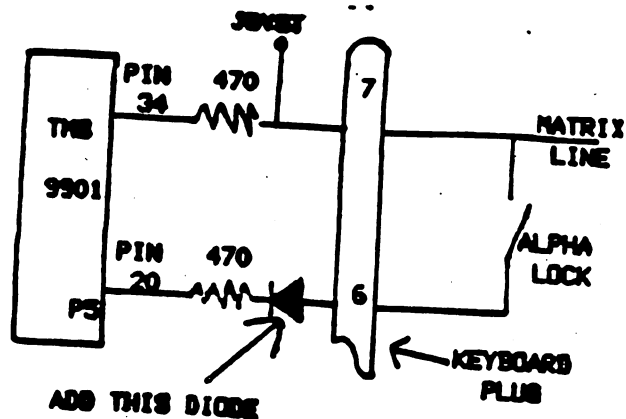 JOYST
PIN
34
470
7
TMS
9901
MATRIX
LINE
PIN
20
470
P5
6
ALPHA
LOCK
ADD THIS DIODE
KEYBOARD
PLUG